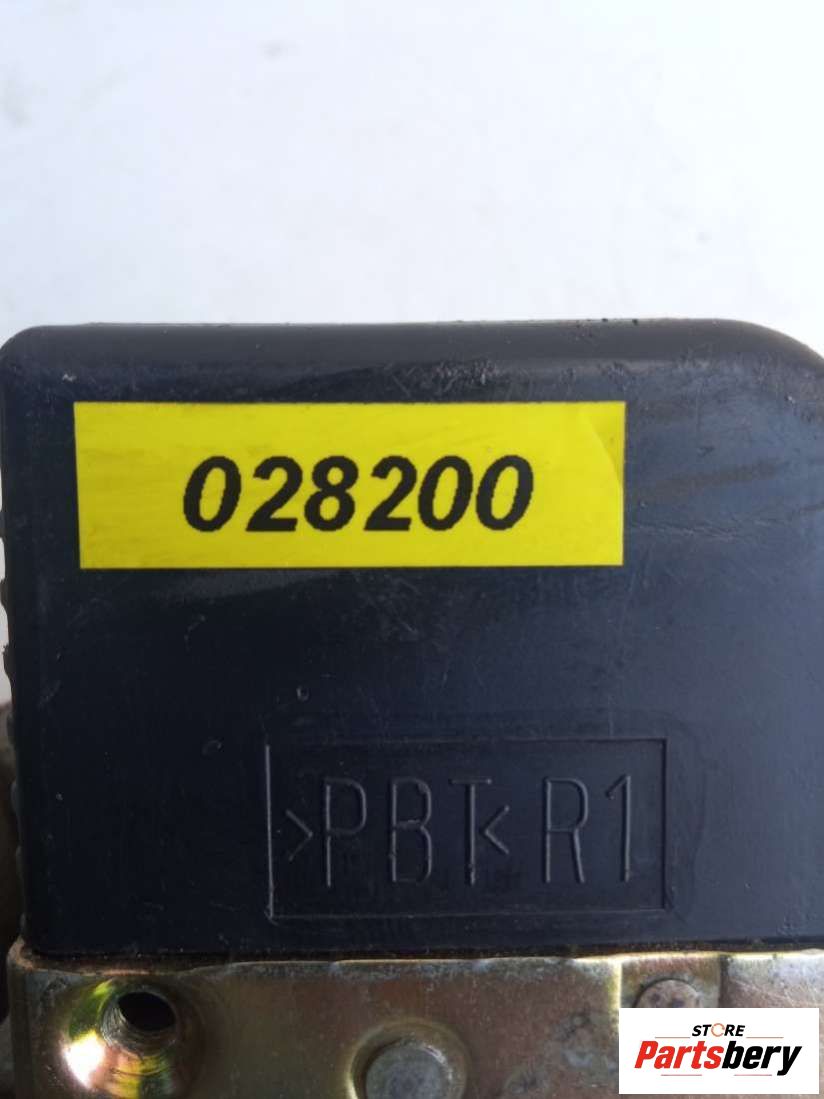 028200
>PBT< R1
STORE
Partsbery